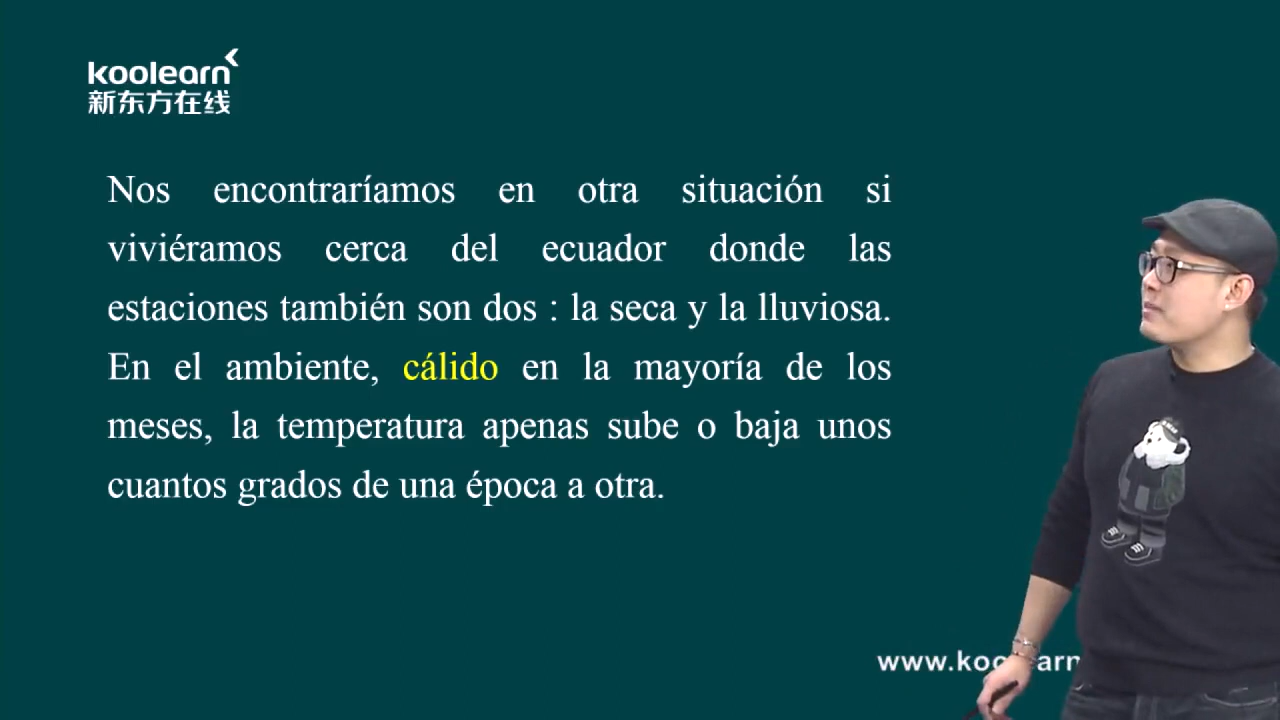 koolearn
新东方在线
Nos encontraríamos en otra situación si
viviéramos cerca del ecuador donde las
estaciones también son dos : la seca y la lluviosa.
En el ambiente, cálido en la mayoría de los
meses, la temperatura apenas sube o baja unos
cuantos grados de una época a otra.